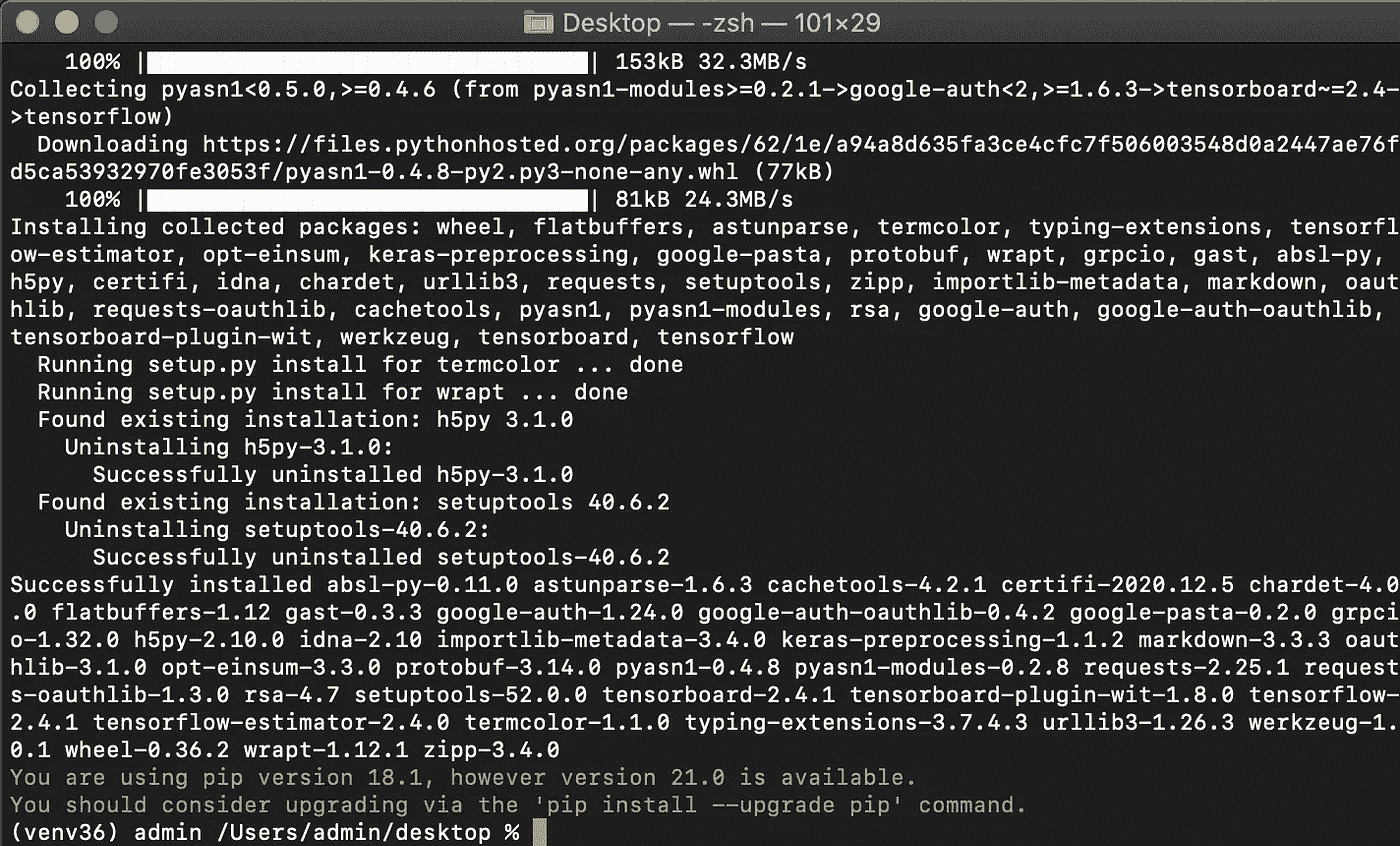 Desktop — -zsh — 101×29
100% |████████████████████████████████| 153kB 32.3MB/s
Collecting pyasn1<0.5.0,>=0.4.6 (from pyasn1-modules>=0.2.1->google-auth<2,>=1.6.3->tensorboard~=2.4-
>tensorflow)
Downloading https://files.pythonhosted.org/packages/62/1e/a94a8d635fa3ce4cfc7f506003548d0a2447ae76f
d5ca53932970fe3053f/pyasn1-0.4.8-py2.py3-none-any.whl (77kB)
100% |████████████████████████████████| 81kB 24.3MB/s
Installing collected packages: wheel, flatbuffers, astunparse, termcolor, typing-extensions, tensorfl
ow-estimator, opt-einsum, keras-preprocessing, google-pasta, protobuf, wrapt, grpcio, gast, absl-py,
h5py, certifi, idna, chardet, urllib3, requests, setuptools, zipp, importlib-metadata, markdown, oaut
hlib, requests-oauthlib, cachetools, pyasn1, pyasn1-modules, rsa, google-auth, google-auth-oauthlib,
tensorboard-plugin-wit, werkzeug, tensorboard, tensorflow
Running setup.py install for termcolor ... done
Running setup.py install for wrapt ... done
Found existing installation: h5py 3.1.0
Uninstalling h5py-3.1.0:
Successfully uninstalled h5py-3.1.0
Found existing installation: setuptools 40.6.2
Uninstalling setuptools-40.6.2:
Successfully uninstalled setuptools-40.6.2
Successfully installed absl-py-0.11.0 astunparse-1.6.3 cachetools-4.2.1 certifi-2020.12.5 chardet-4.0
.0 flatbuffers-1.12 gast-0.3.3 google-auth-1.24.0 google-auth-oauthlib-0.4.2 google-pasta-0.2.0 grpci
o-1.32.0 h5py-2.10.0 idna-2.10 importlib-metadata-3.4.0 keras-preprocessing-1.1.2 markdown-3.3.3 oaut
hlib-3.1.0 opt-einsum-3.3.0 protobuf-3.14.0 pyasn1-0.4.8 pyasn1-modules-0.2.8 requests-2.25.1 request
s-oauthlib-1.3.0 rsa-4.7 setuptools-52.0.0 tensorboard-2.4.1 tensorboard-plugin-wit-1.8.0 tensorflow-
2.4.1 tensorflow-estimator-2.4.0 termcolor-1.1.0 typing-extensions-3.7.4.3 urllib3-1.26.3 werkzeug-1.
0.1 wheel-0.36.2 wrapt-1.12.1 zipp-3.4.0
You are using pip version 18.1, however version 21.0 is available.
You should consider upgrading via the 'pip install --upgrade pip' command.
(venv36) admin /Users/admin/desktop %